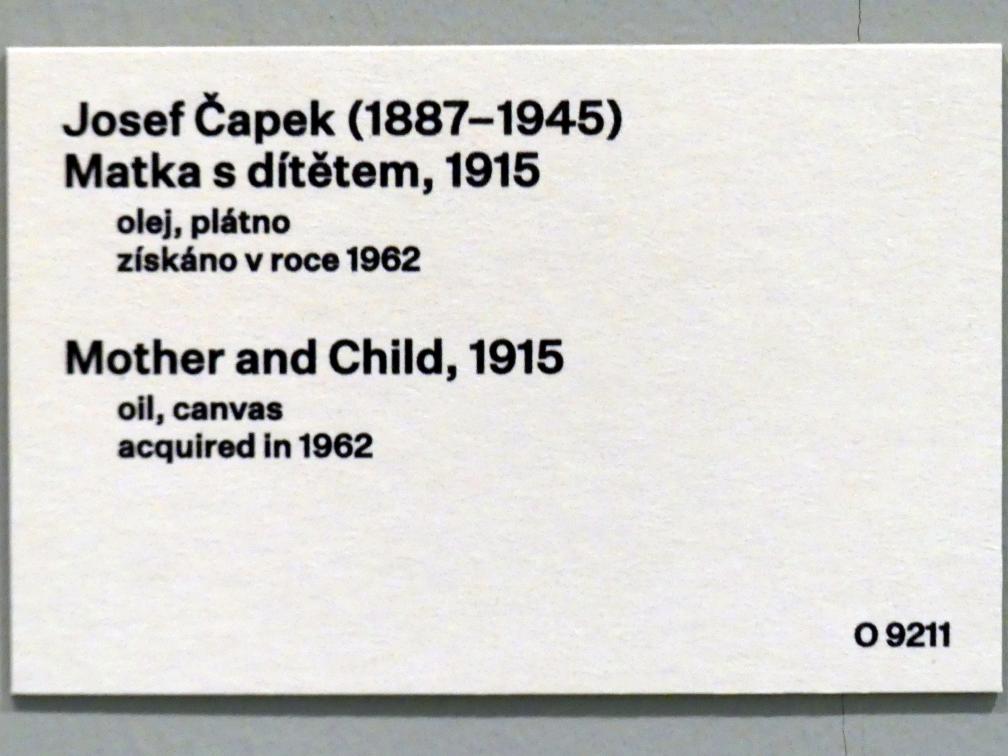 Josef Čapek (1887–1945)
Matka s dítětem, 1915
olej, plátno
získáno v roce 1962
Mother and Child, 1915
oil, canvas
acquired in 1962
O 9211